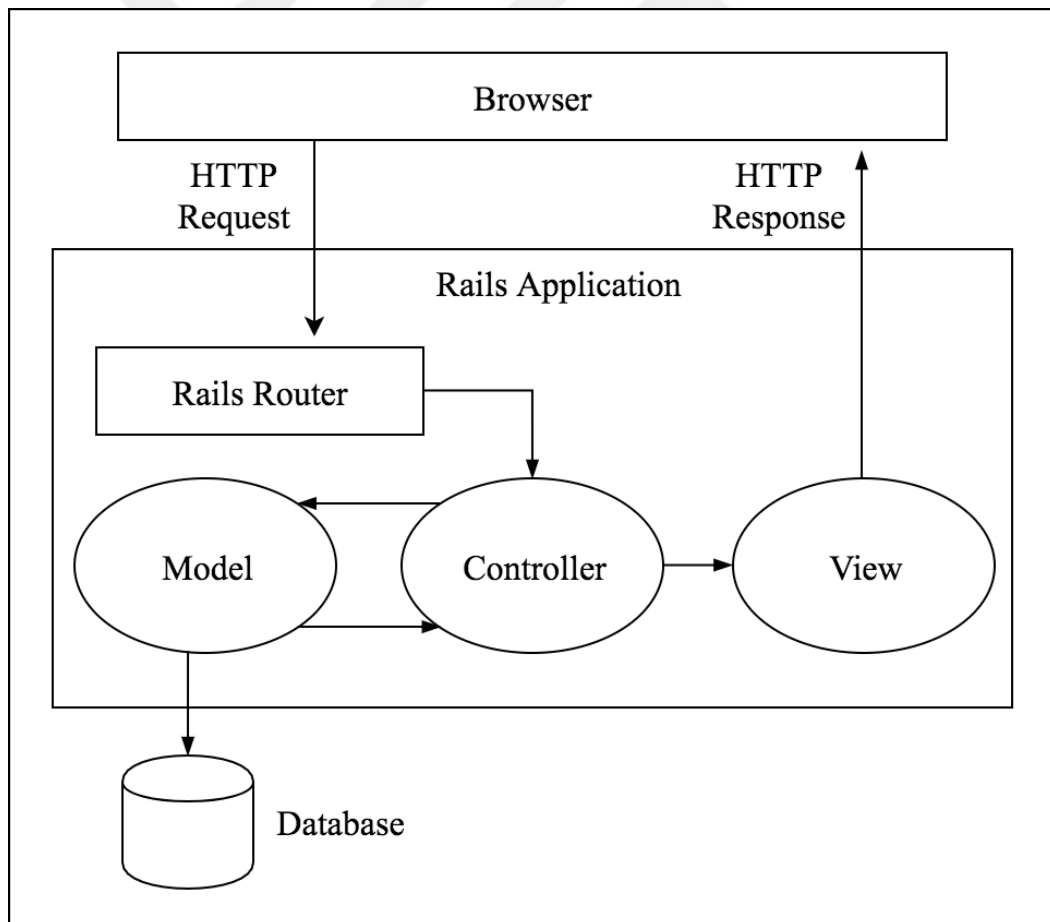 Browser
HTTP
Request
HTTP
Response
Rails Application
Rails Router
Model
Controller
View
Database